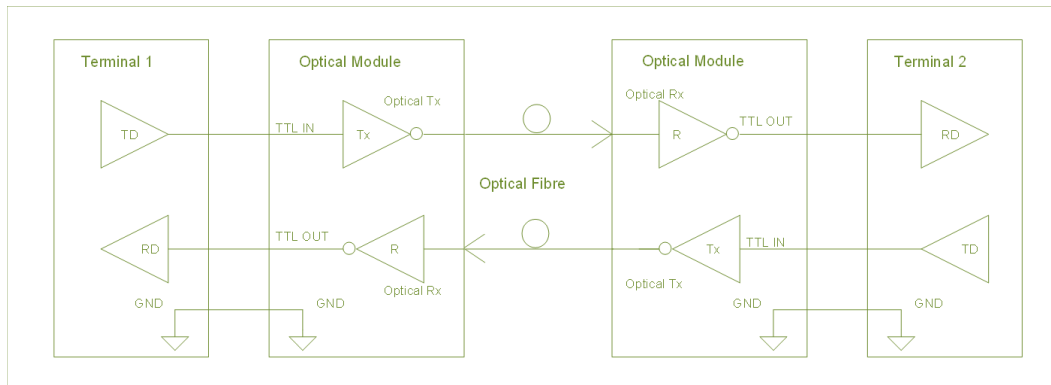 Terminal 1
Optical Module
Optical Module
Terminal 2
Optical Tx
Optical Rx
TD
TTL IN
Tx
R
TTL OUT
RD
Optical Fibre
RD
TTL OUT
R
Tx
TTL IN
TD
Optical Rx
Optical Tx
GND
GND
GND
GND